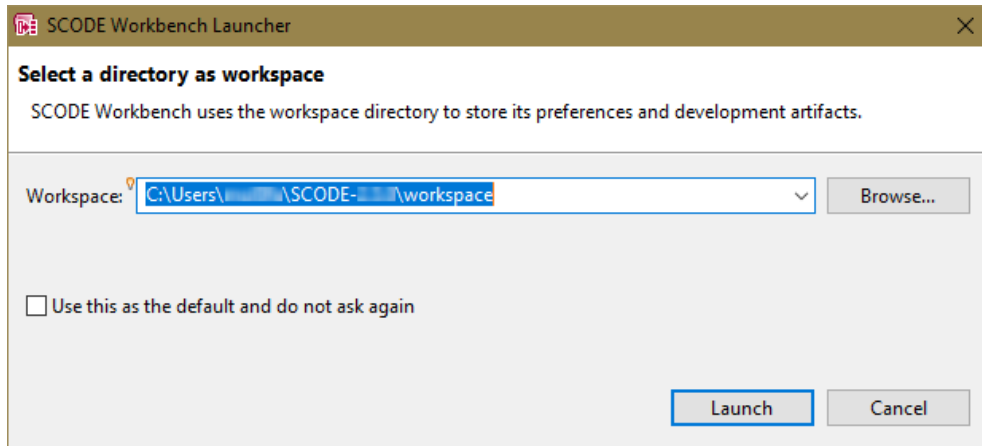 SCODE Workbench Launcher
Select a directory as workspace
SCODE Workbench uses the workspace directory to store its preferences and development artifacts.
Workspace: C:\Users\ \SCODE- \workspace Browse...
Use this as the default and do not ask again
Launch Cancel